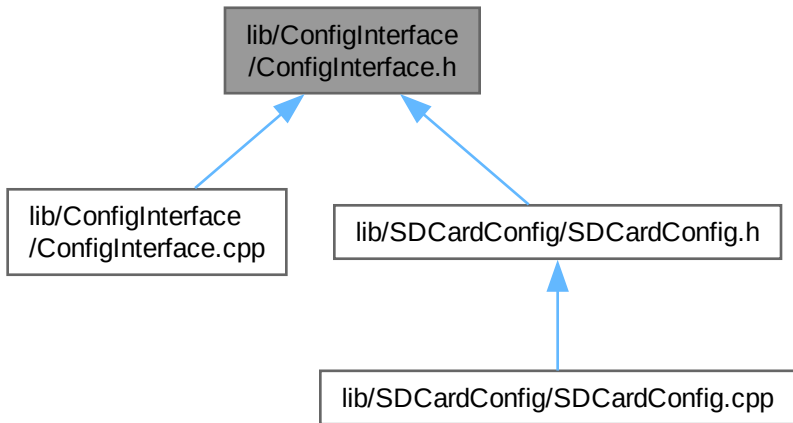 lib/ConfigInterface
/ConfigInterface.h
lib/ConfigInterface
/ConfigInterface.cpp
lib/SDCardConfig/SDCardConfig.h
lib/SDCardConfig/SDCardConfig.cpp